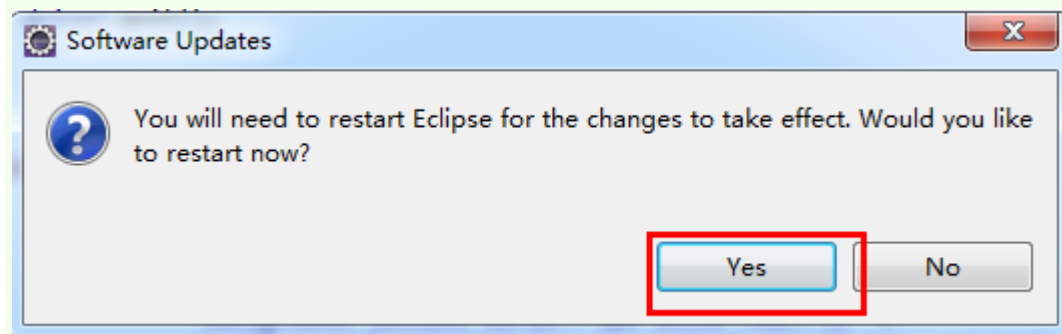 Software Updates
You will need to restart Eclipse for the changes to take effect. Would you like
to restart now?
Yes
No